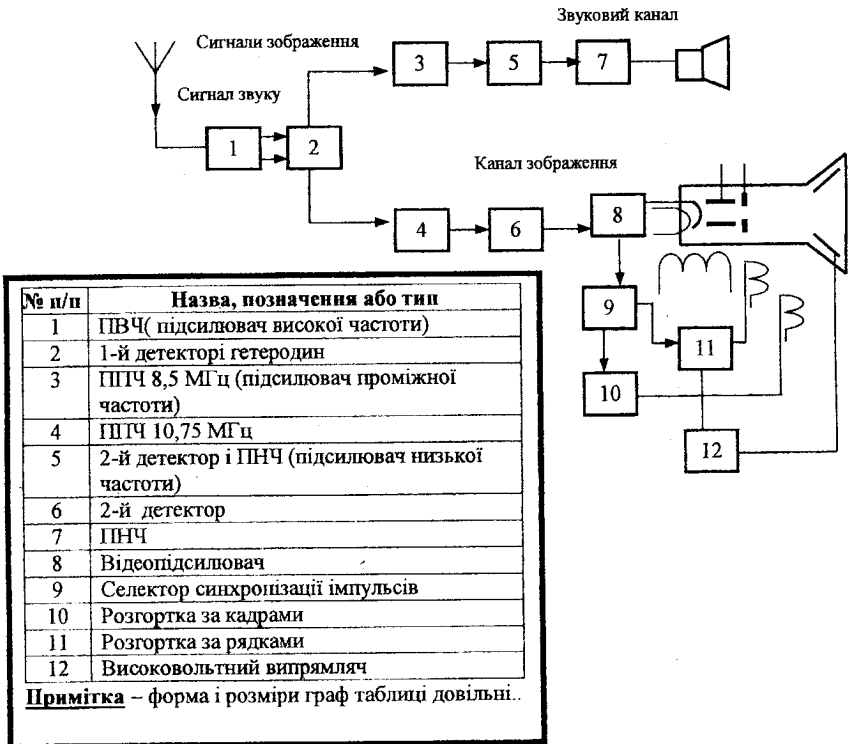 Звуковий канал
Сигнали зображення
3 5 7
Сигнал звуку
1 2
Канал зображення
4 6 8
9
11
10
12
№ п/п Назва, позначення або тип
1 ПВЧ( підсилювач високої частоти)
2 1-й детекторі гетеродин
3 ППЧ 8,5 МГц (підсилювач проміжної
частоти)
4 ППЧ 10,75 МГц
5 2-й детектор і ПНЧ (підсилювач низької
частоти)
6 2-й детектор
7 ПНЧ
8 Відеопідсилювач
9 Селектор синхронізації імпульсів
10 Розгортка за кадрами
11 Розгортка за рядками
12 Високовольтний випрямляч
Примітка – форма і розміри граф таблиці довільні..